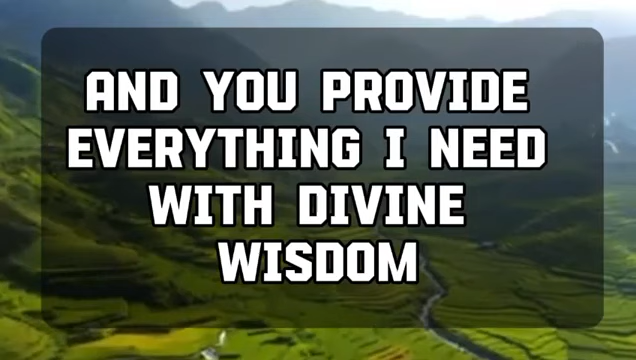 AND YOU PROVIDE
EVERYTHING I NEED
WITH DIVINE
WISDOM